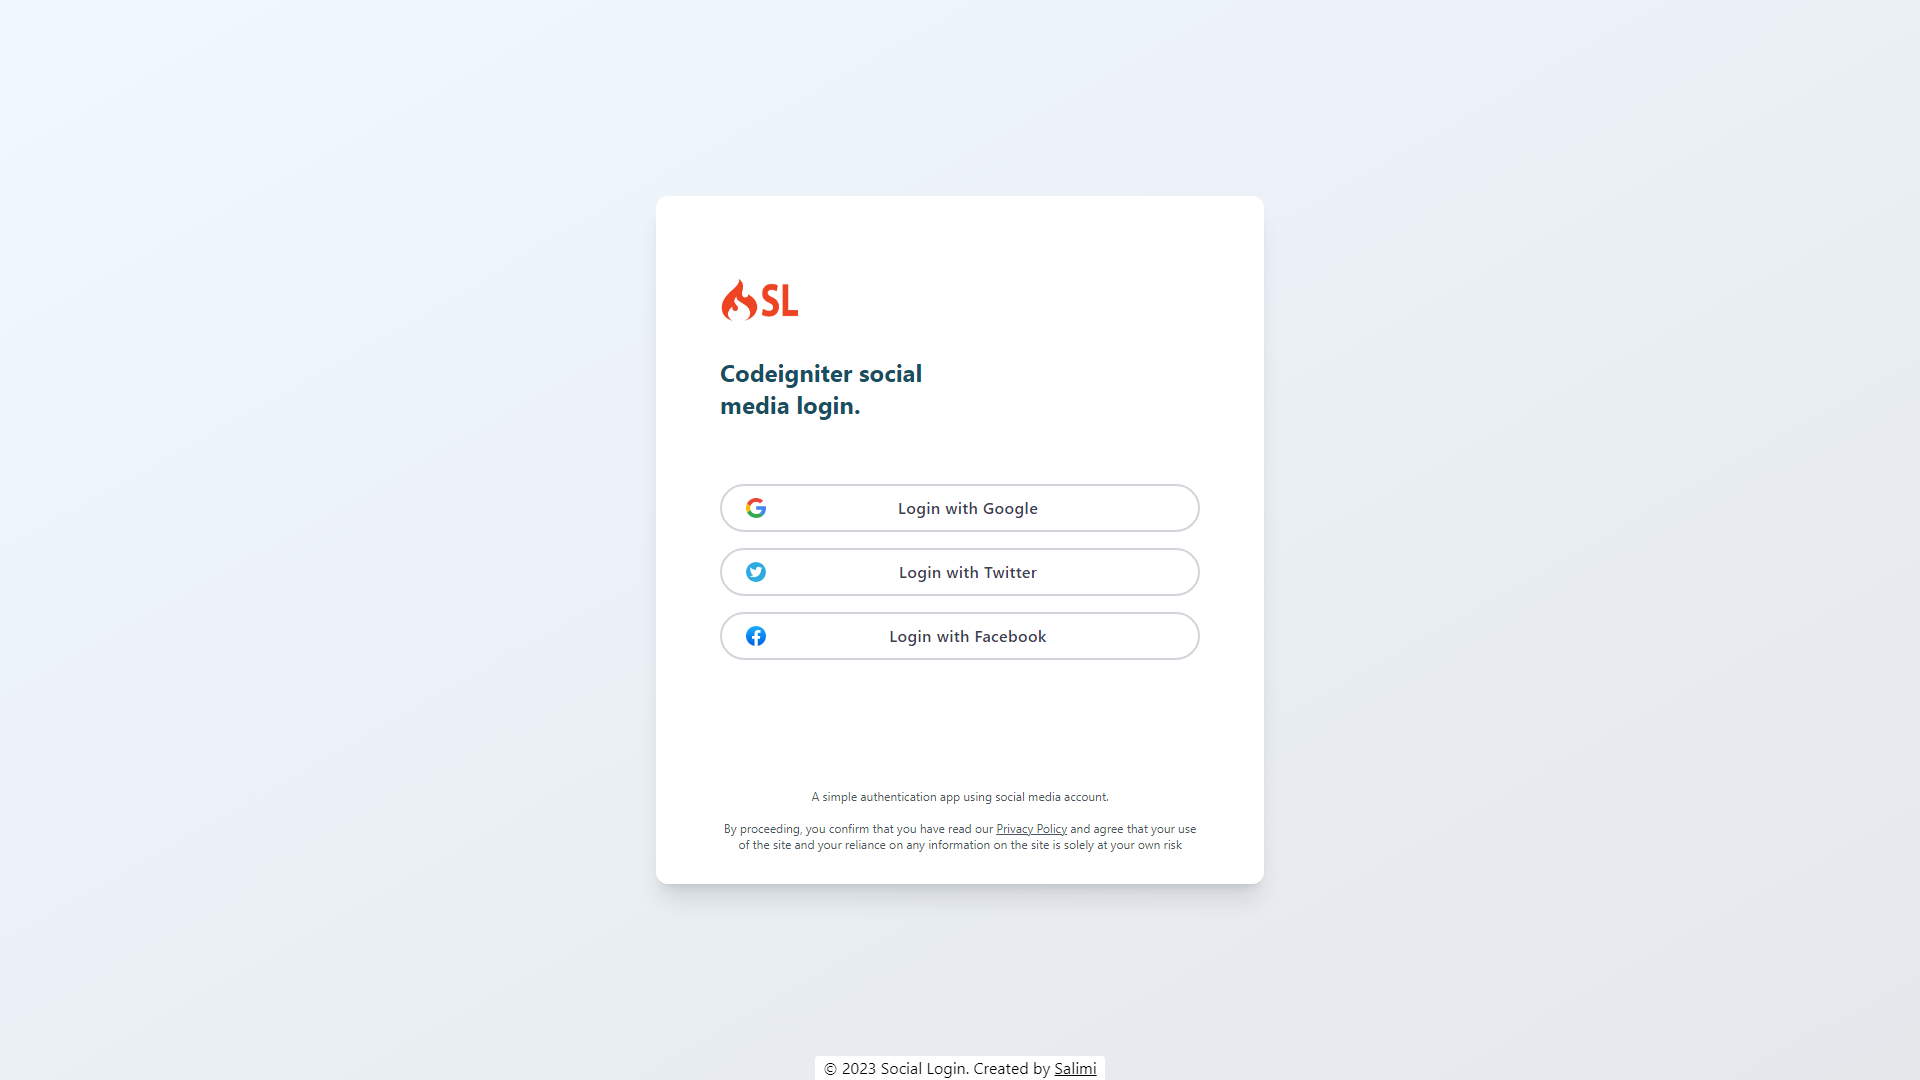 SL
Codeigniter social
media login.
Login with Google
Login with Twitter
Login with Facebook
A simple authentication app using social media account.
By proceeding, you confirm that you have read our Privacy Policy and agree that your use
of the site and your reliance on any information on the site is solely at your own risk
© 2023 Social Login. Created by Salimi